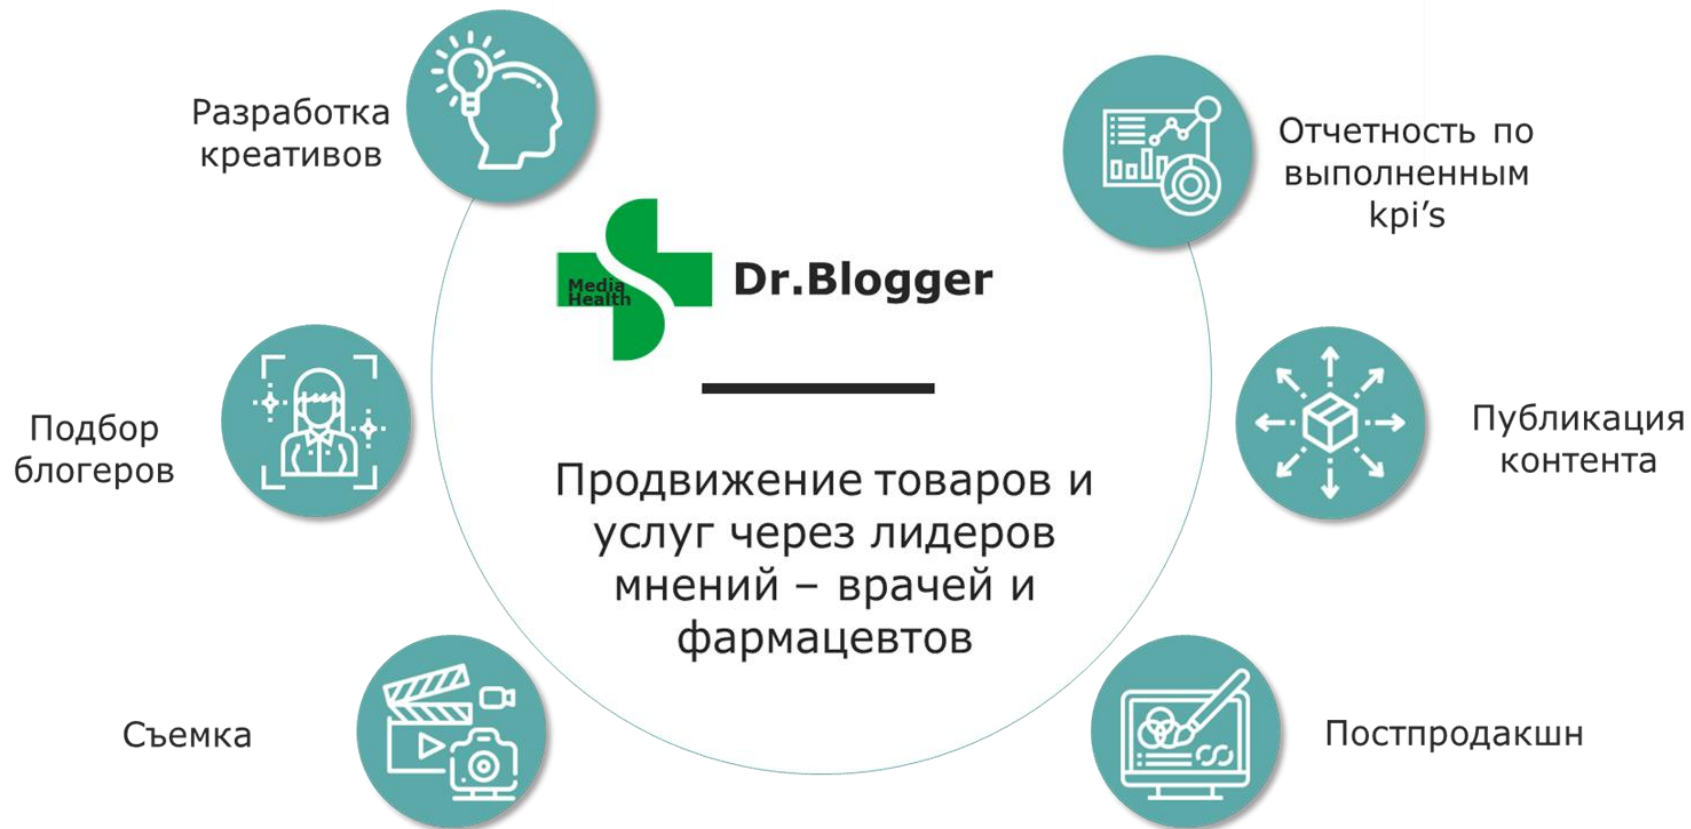 Разработка
креативов
Отчетность по
выполненным
kpi’s
Media
Health
Dr.Blogger
Подбор
блогеров
Публикация
контента
Продвижение товаров и
услуг через лидеров
мнений – врачей и
фармацевтов
Съемка
Постпродакшн